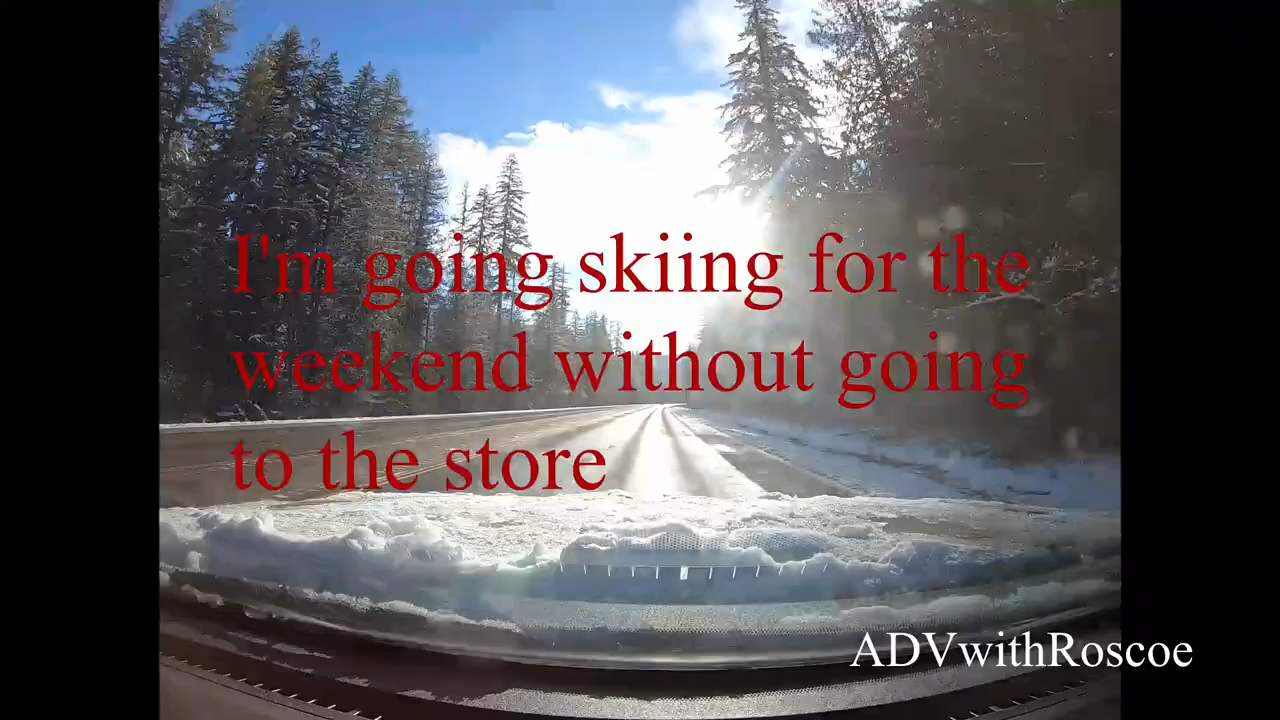 I'm going skiing for the
weekend without going
to the store
ADVwithRoscoe